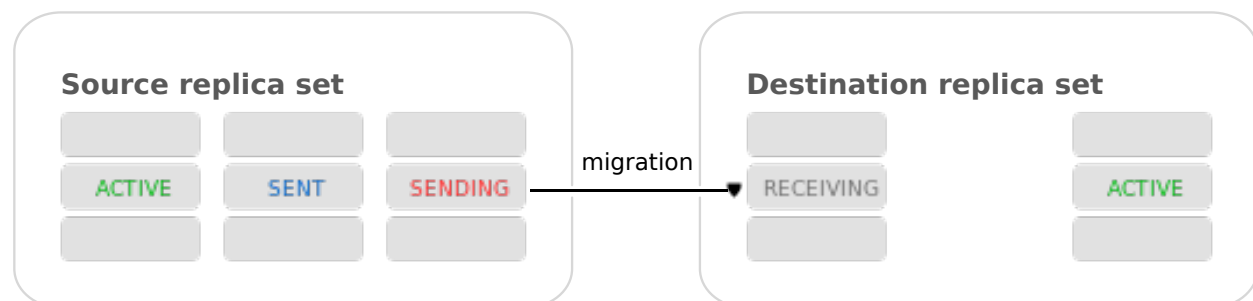 Source replica set
ACTIVE
SENT
SENDING
migration
Destination replica set
RECEIVING
ACTIVE